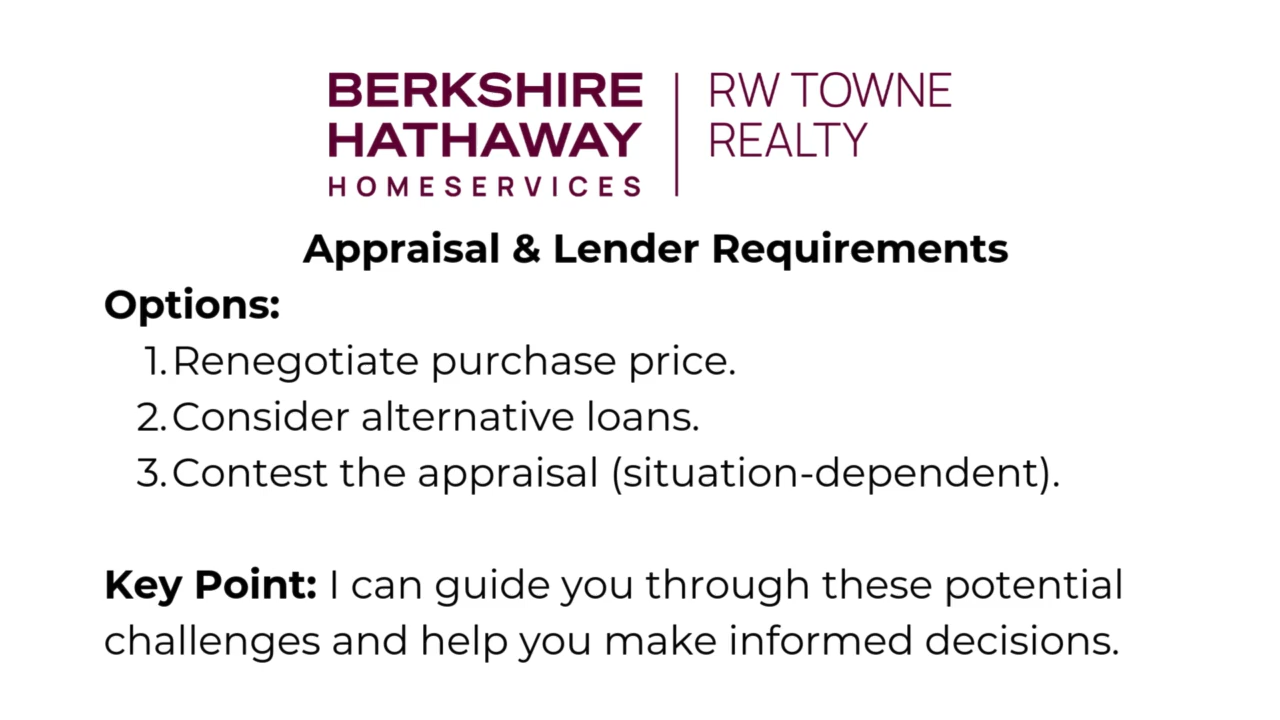 BERKSHIRE
HATHAWAY
HOMESERVICES
RW TOWNE
REALTY
Appraisal & Lender Requirements
Options:
1. Renegotiate purchase price.
2. Consider alternative loans.
3. Contest the appraisal (situation-dependent).
Key Point: I can guide you through these potential
challenges and help you make informed decisions.